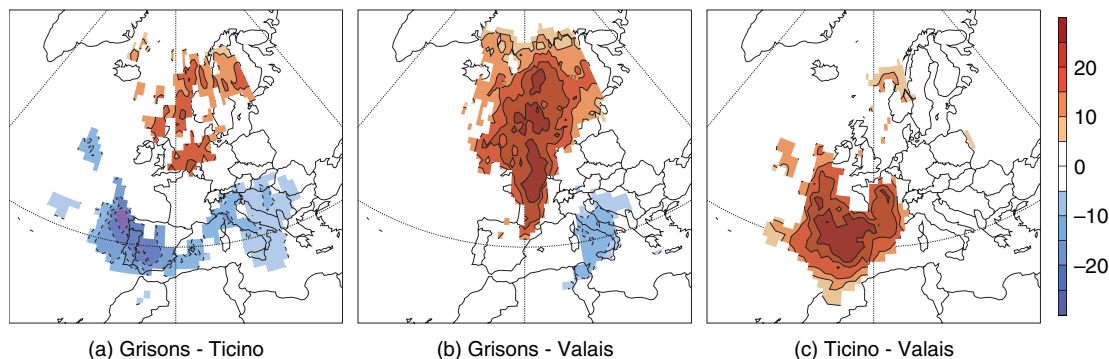 20
10
0
−10
−20
(a) Grisons - Ticino
(b) Grisons - Valais
(c) Ticino - Valais